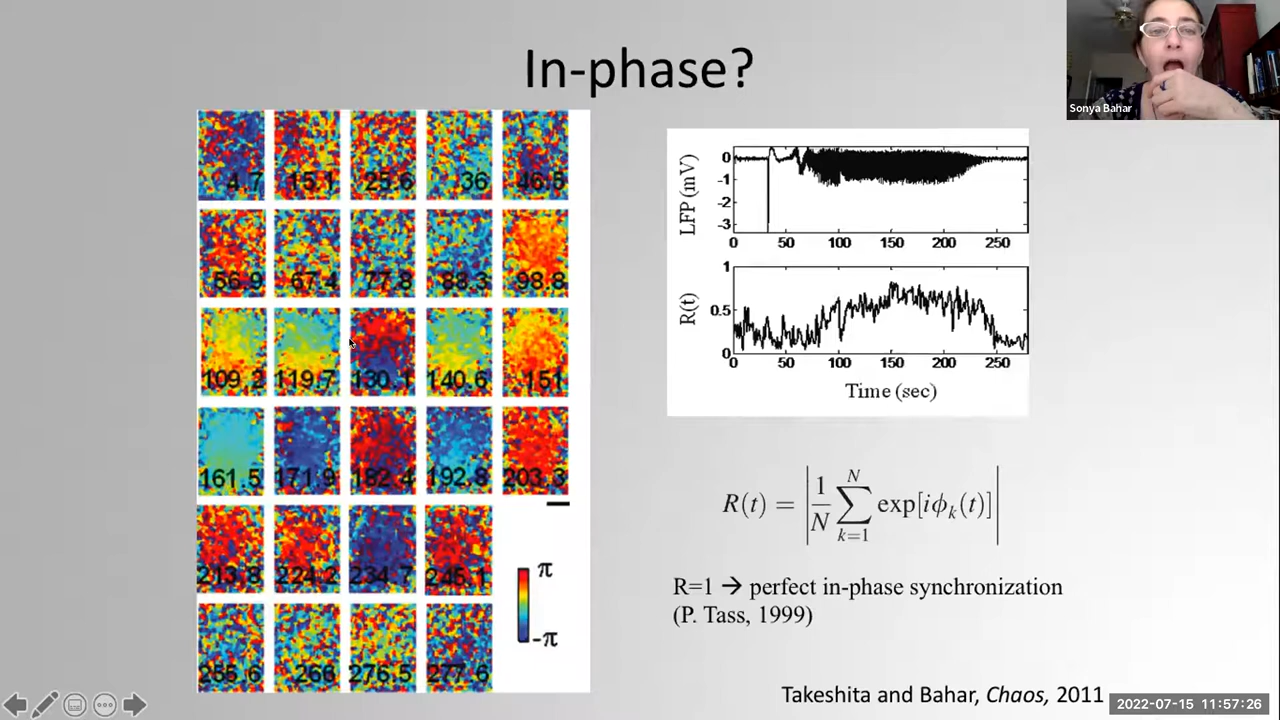 In-phase?
Sonya Bahar
4.7 15.1 25.6 36 46.5
56.9 67.4 77.8 88.3 98.8
109.2 119.7 130.1 140.6 151
161.5 171.9 182.4 192.8 203.3
213.8 224.2 234.7 245.1
255.6 266 276.5 277.6
π
-π
LFP (mV)
0
-1
-2
-3
0 50 100 150 200 250
R(t)
1
0.5
0
0 50 100 150 200 250
Time (sec)
R(t) = |1/N ∑ₖ₌₁ᴺ exp[iϕₖ(t)]|
R=1 → perfect in-phase synchronization
(P. Tass, 1999)
Takeshita and Bahar, Chaos, 2011
2022-07-15 11:57:26